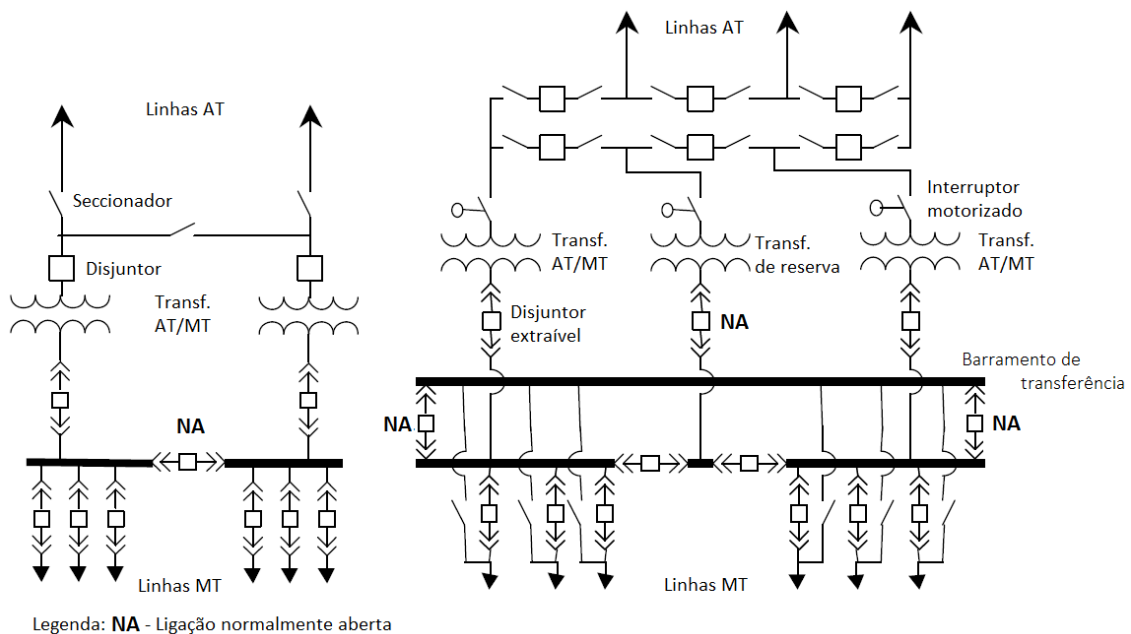 Linhas AT
Linhas AT
Seccionador
Interruptor
motorizado
Disjuntor
Transf.
AT/MT
Transf.
AT/MT
Transf.
de reserva
Transf.
AT/MT
Disjuntor
extraível
NA
Barramento de
transferência
NA
NA
NA
Linhas MT
Linhas MT
Legenda: NA - Ligação normalmente aberta